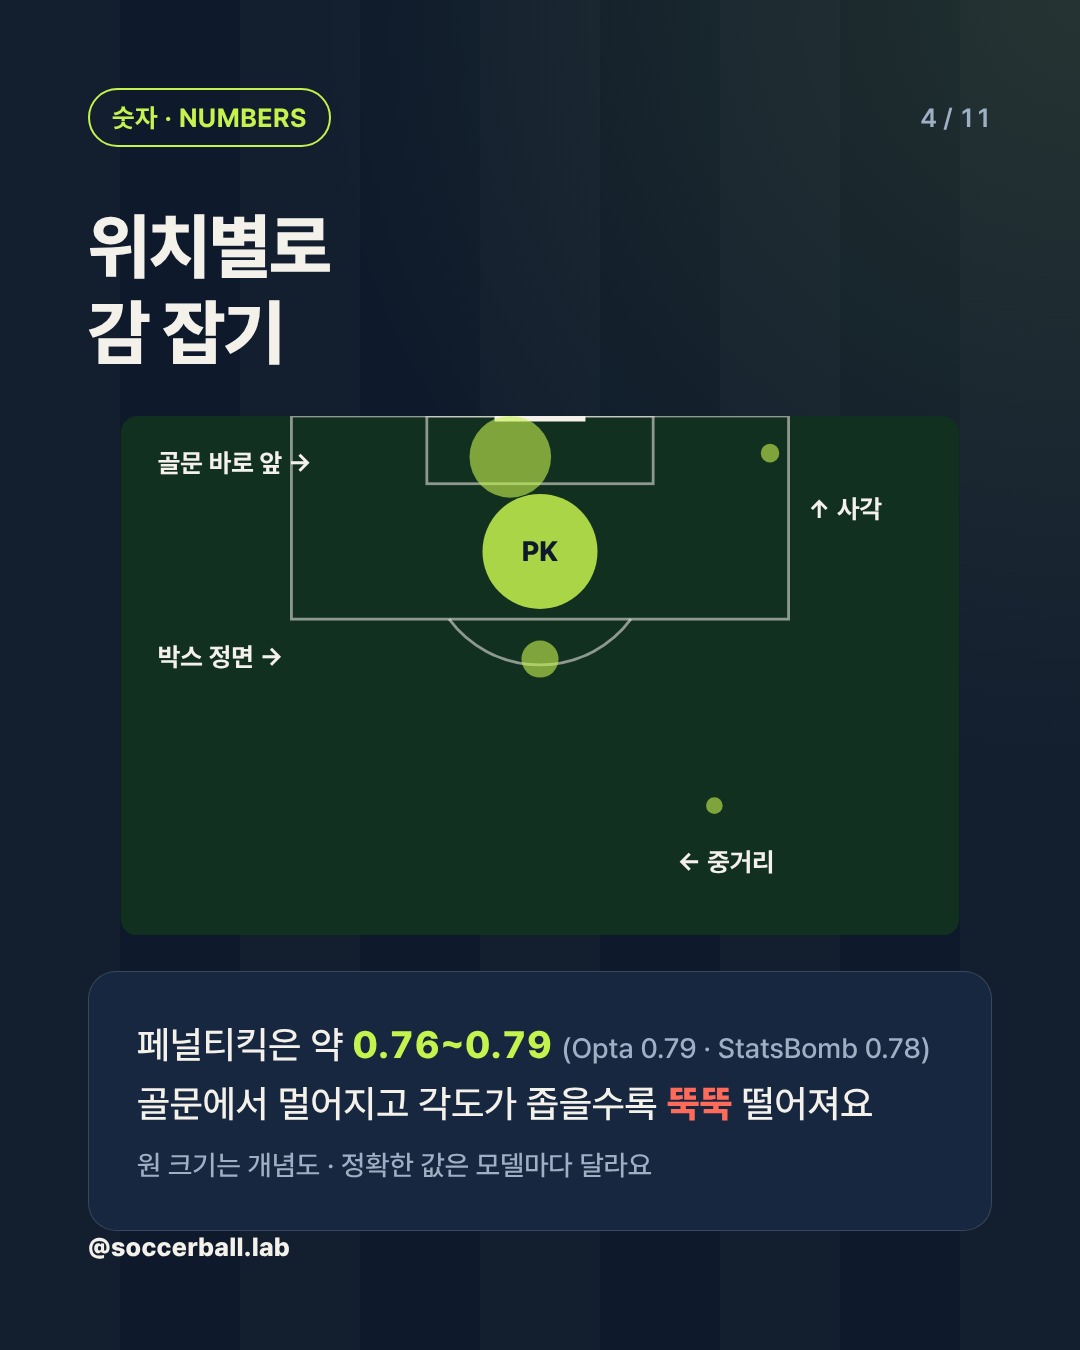 숫자 · NUMBERS
4 / 11
위치별로
감 잡기
골문 바로 앞 →
↑ 사각
PK
박스 정면 →
← 중거리
페널티킥은 약 0.76~0.79 (Opta 0.79 · StatsBomb 0.78)
골문에서 멀어지고 각도가 좁을수록 뚝뚝 떨어져요
원 크기는 개념도 · 정확한 값은 모델마다 달라요
@soccerball.lab